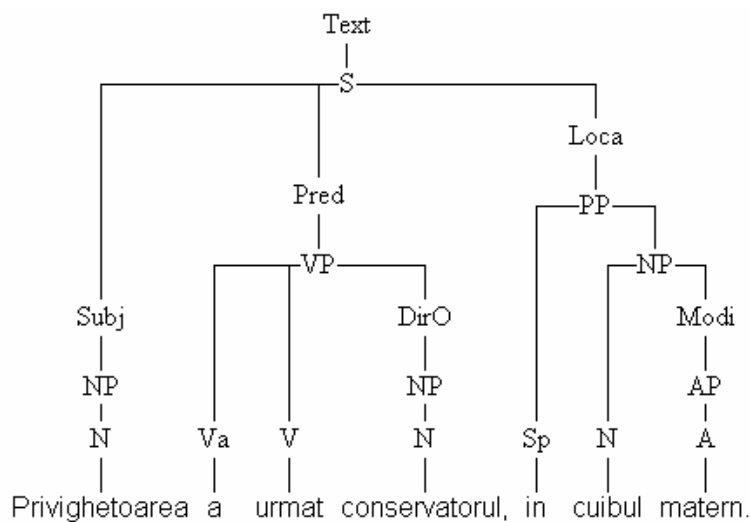 Text
S
Loca
Pred
PP
VP
NP
Subj
DirO
Modi
NP
NP
AP
N
Va
V
N
Sp
N
A
Privighetoarea a urmat conservatorul, in cuibul matern.